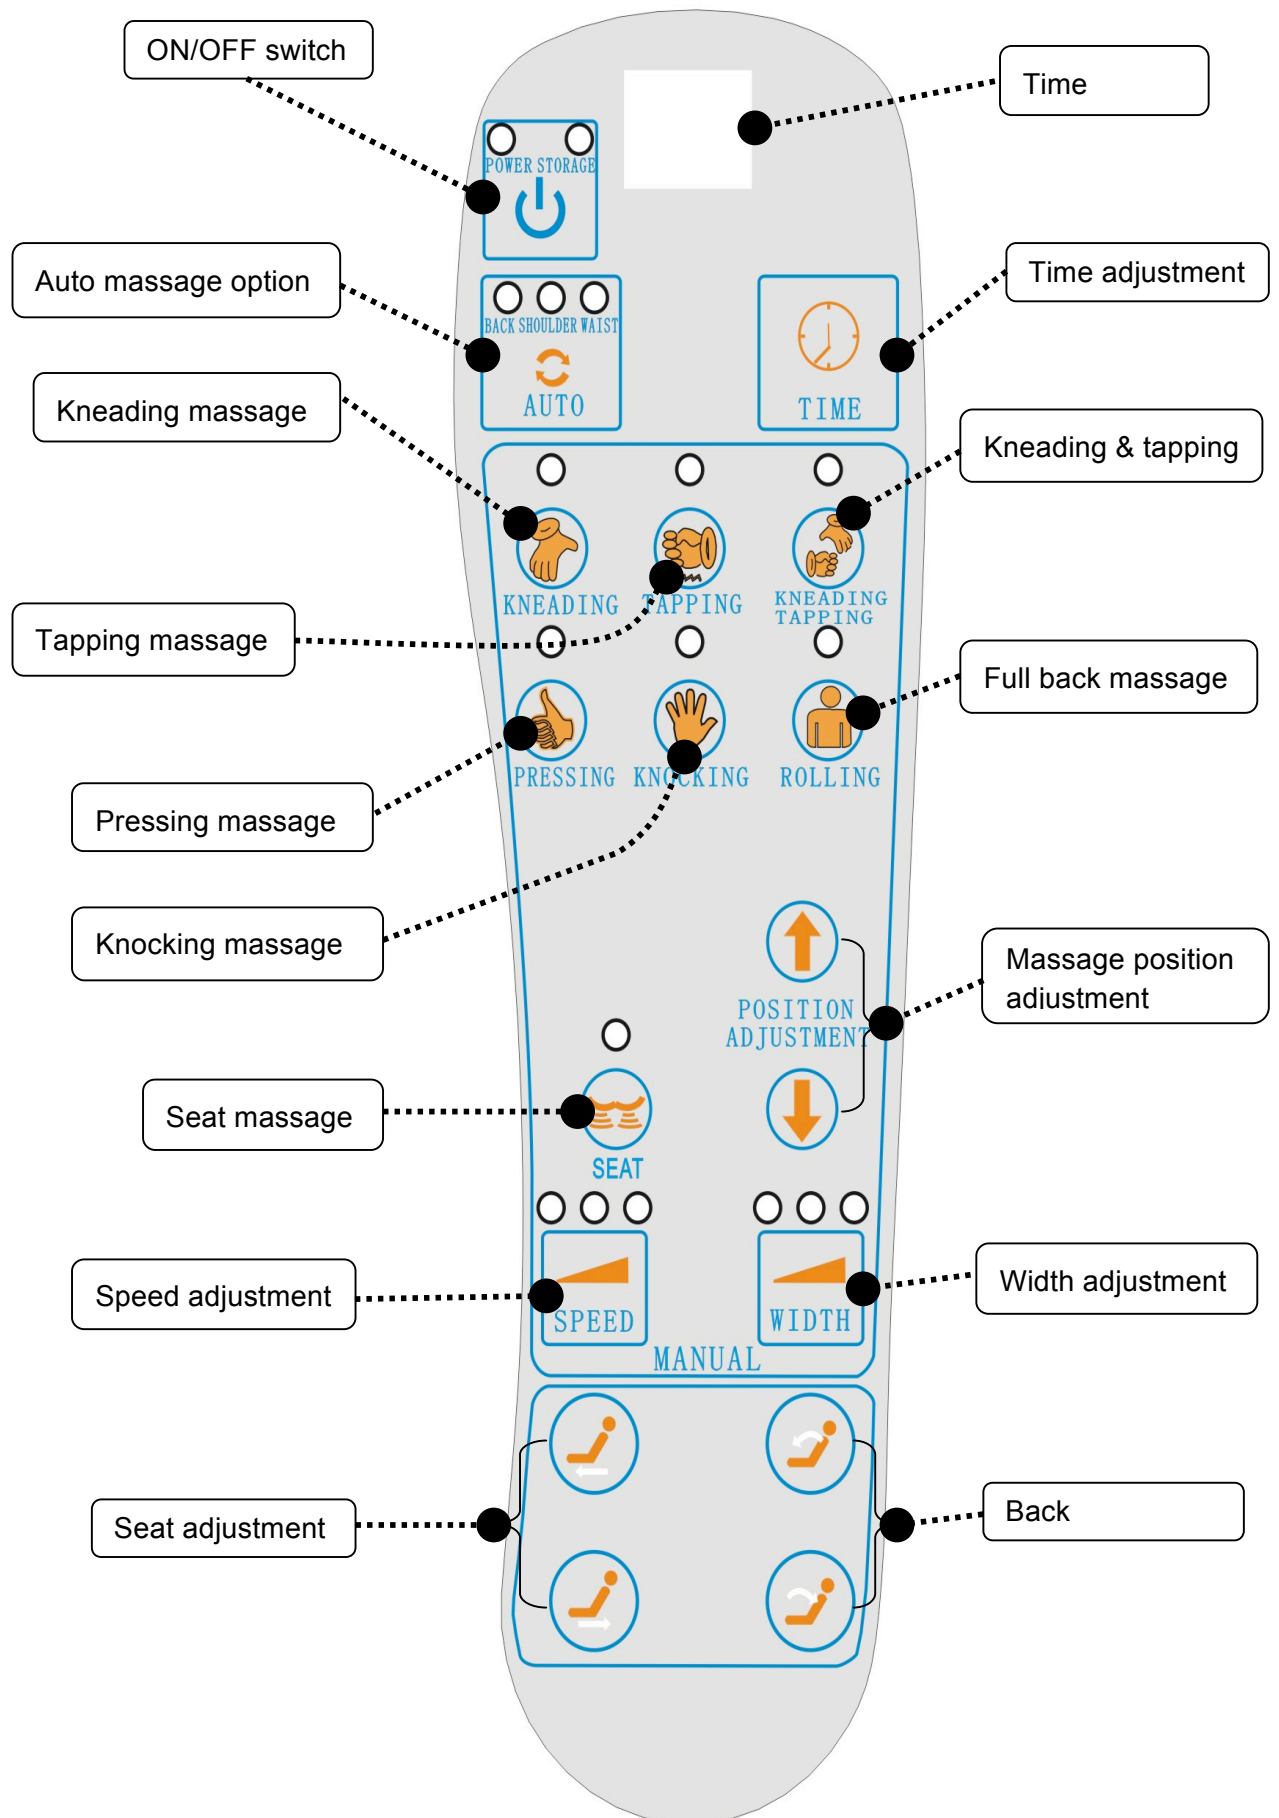 ON/OFF switch
Time
POWER STORAGE
Auto massage option
Time adjustment
BACK SHOULDER WAIST
AUTO
TIME
Kneading massage
Kneading & tapping
KNEADING
TAPPING
KNEADING
TAPPING
Tapping massage
Full back massage
PRESSING
KNOCKING
ROLLING
Pressing massage
Knocking massage
Massage position
adjustment
POSITION
ADJUSTMENT
Seat massage
SEAT
Speed adjustment
Width adjustment
SPEED
WIDTH
MANUAL
Seat adjustment
Back